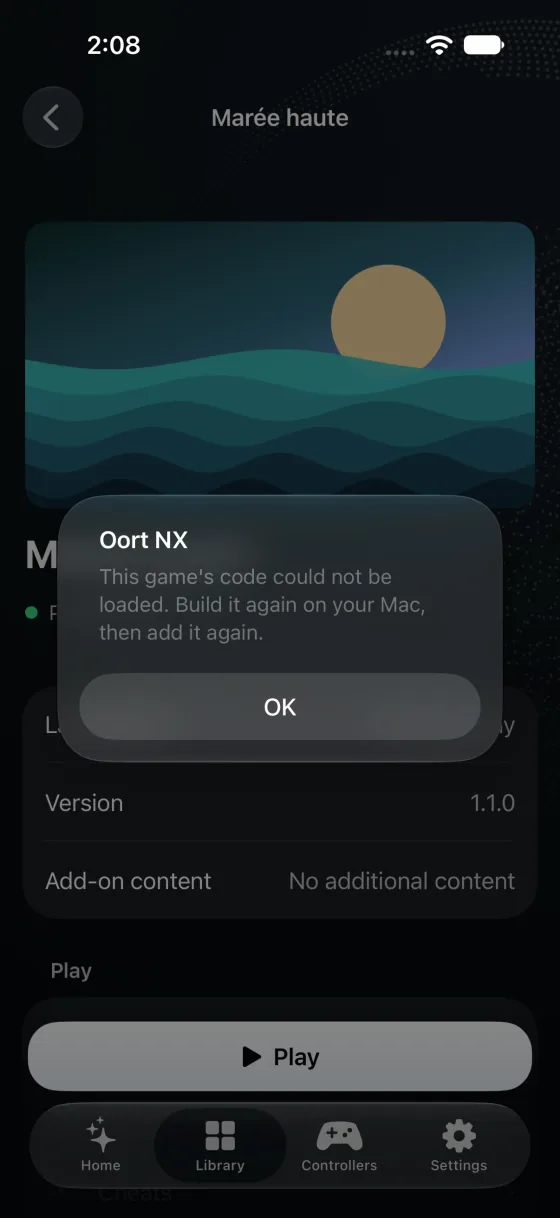 2:08
Marée haute
Oort NX
This game's code could not be
loaded. Build it again on your Mac,
then add it again.
OK
Version
1.1.0
Add-on content
No additional content
Play
Play
Home
Library
Controllers
Settings
Cheats